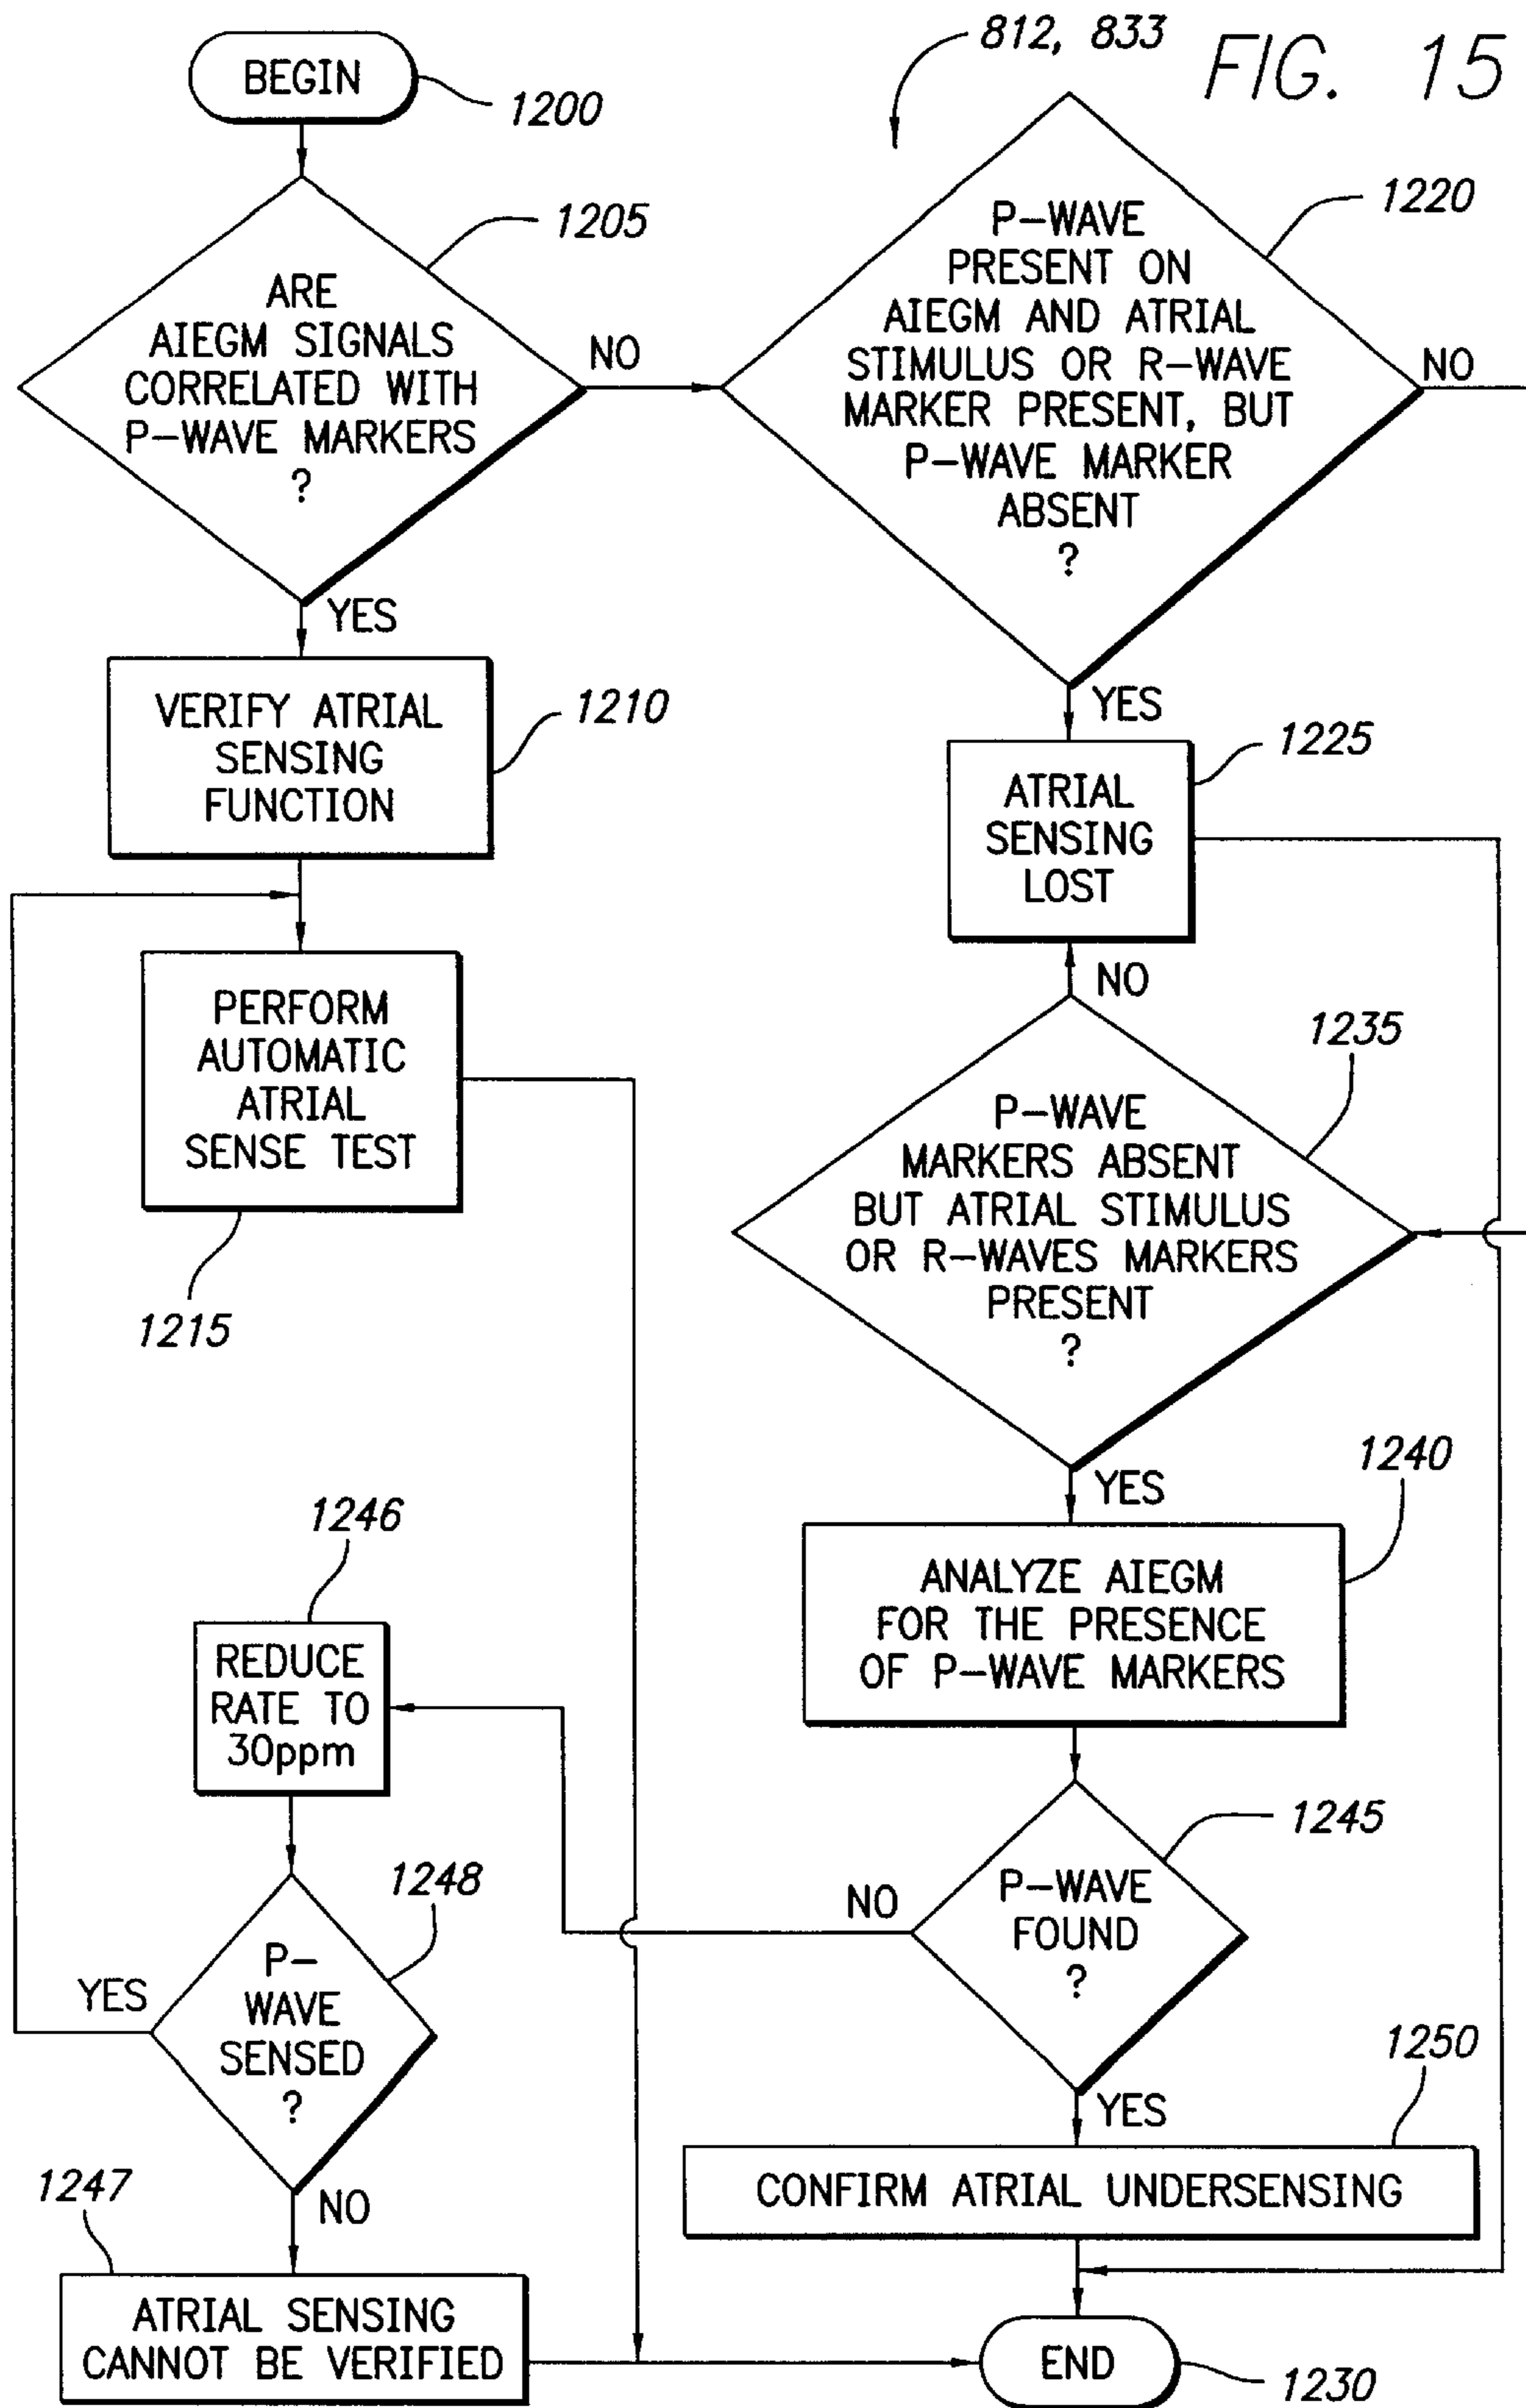 FIG. 15
812, 833
BEGIN
1200
ARE
AIEGM SIGNALS
CORRELATED WITH
P-WAVE MARKERS
?
1205
NO
YES
VERIFY ATRIAL
SENSING
FUNCTION
1210
PERFORM
AUTOMATIC
ATRIAL
SENSE TEST
1215
P-WAVE
PRESENT ON
AIEGM AND ATRIAL
STIMULUS OR R-WAVE
MARKER PRESENT, BUT
P-WAVE MARKER
ABSENT
?
1220
NO
YES
ATRIAL
SENSING
LOST
1225
NO
P-WAVE
MARKERS ABSENT
BUT ATRIAL STIMULUS
OR R-WAVES MARKERS
PRESENT
?
1235
YES
ANALYZE AIEGM
FOR THE PRESENCE
OF P-WAVE MARKERS
1240
P-WAVE
FOUND
?
1245
NO
YES
1246
REDUCE
RATE TO
30ppm
P-
WAVE
SENSED
?
1248
YES
NO
1247
ATRIAL SENSING
CANNOT BE VERIFIED
1250
CONFIRM ATRIAL UNDERSENSING
END
1230